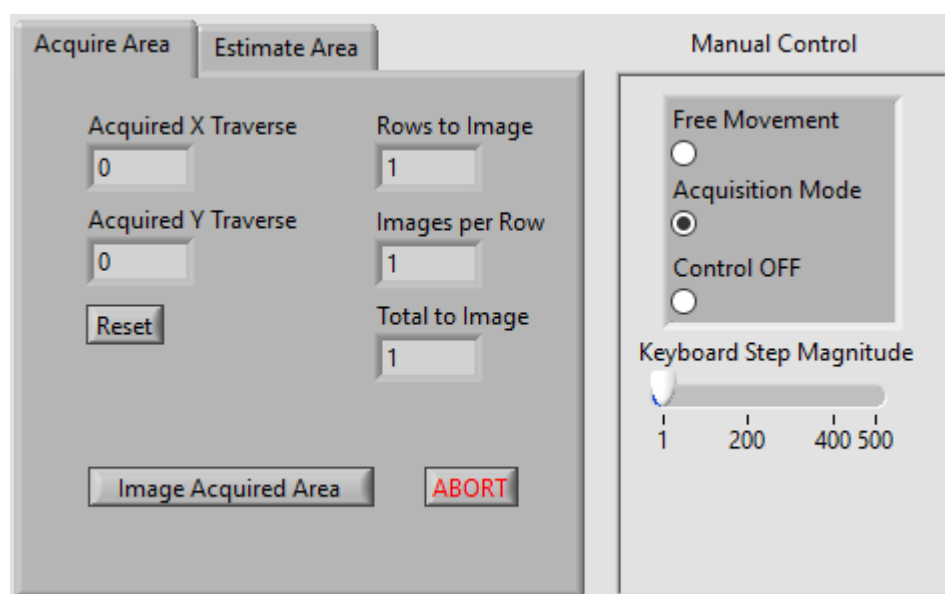 Acquire Area
Estimate Area
Acquired X Traverse
0
Acquired Y Traverse
0
Reset
Rows to Image
1
Images per Row
1
Total to Image
1
Image Acquired Area
ABORT
Manual Control
Free Movement
Acquisition Mode
Control OFF
Keyboard Step Magnitude
1 200 400 500